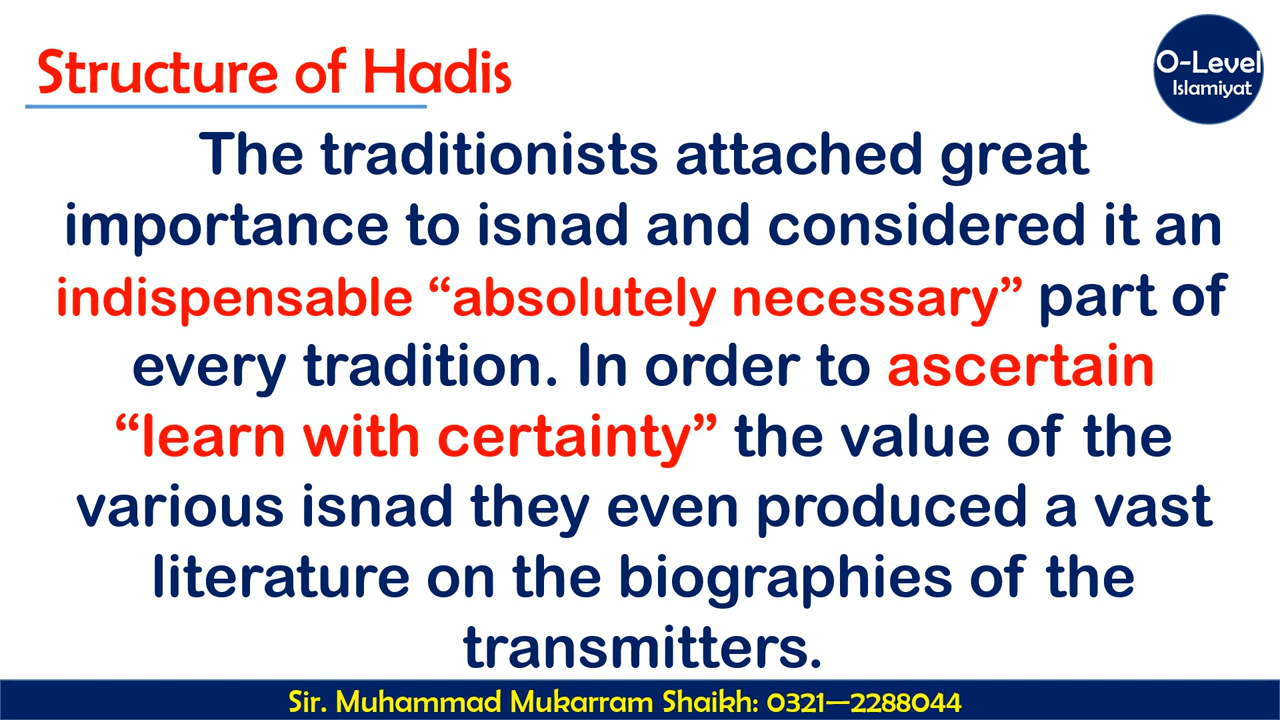 Structure of Hadis
O-Level
Islamiyat
The traditionists attached great
importance to isnad and considered it an
indispensable “absolutely necessary” part of
every tradition. In order to ascertain
“learn with certainty” the value of the
various isnad they even produced a vast
literature on the biographies of the
transmitters.
Sir. Muhammad Mukarram Shaikh: 0321—2288044